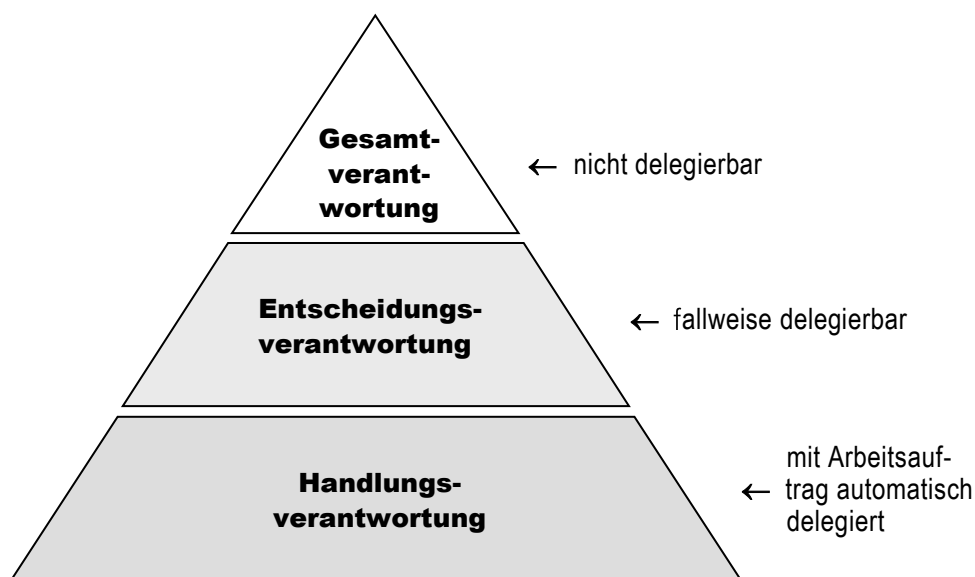 Gesamt-
verant-
wortung
← nicht delegierbar
Entscheidungs-
verantwortung
← fallweise delegierbar
Handlungs-
verantwortung
mit Arbeitsauf-
← trag automatisch
delegiert